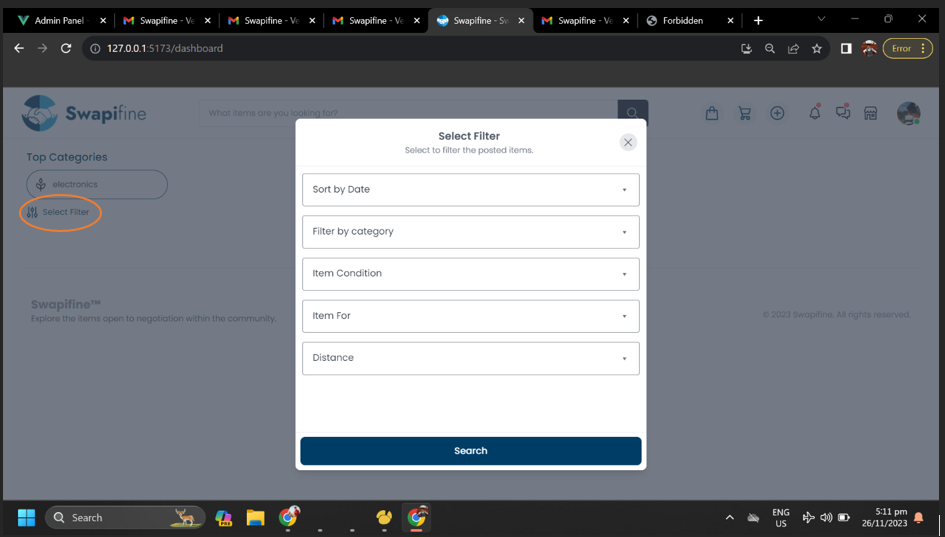 Admin Panel -
Swapifine - Ve
Swapifine - Ve
Swapifine - Ve
Swapifine - Sw
Swapifine - Ve
Forbidden
127.0.0.1:5173/dashboard
Error
Swapifine
What items are you looking for?
Top Categories
electronics
Select Filter
Select Filter
Select to filter the posted items.
Sort by Date
Filter by category
Item Condition
Item For
Distance
Search
Swapifine™
Explore the items open to negotiation within the community.
© 2023 Swapifine. All rights reserved.
Search
PRE
ENG
US
5:11 pm
26/11/2023